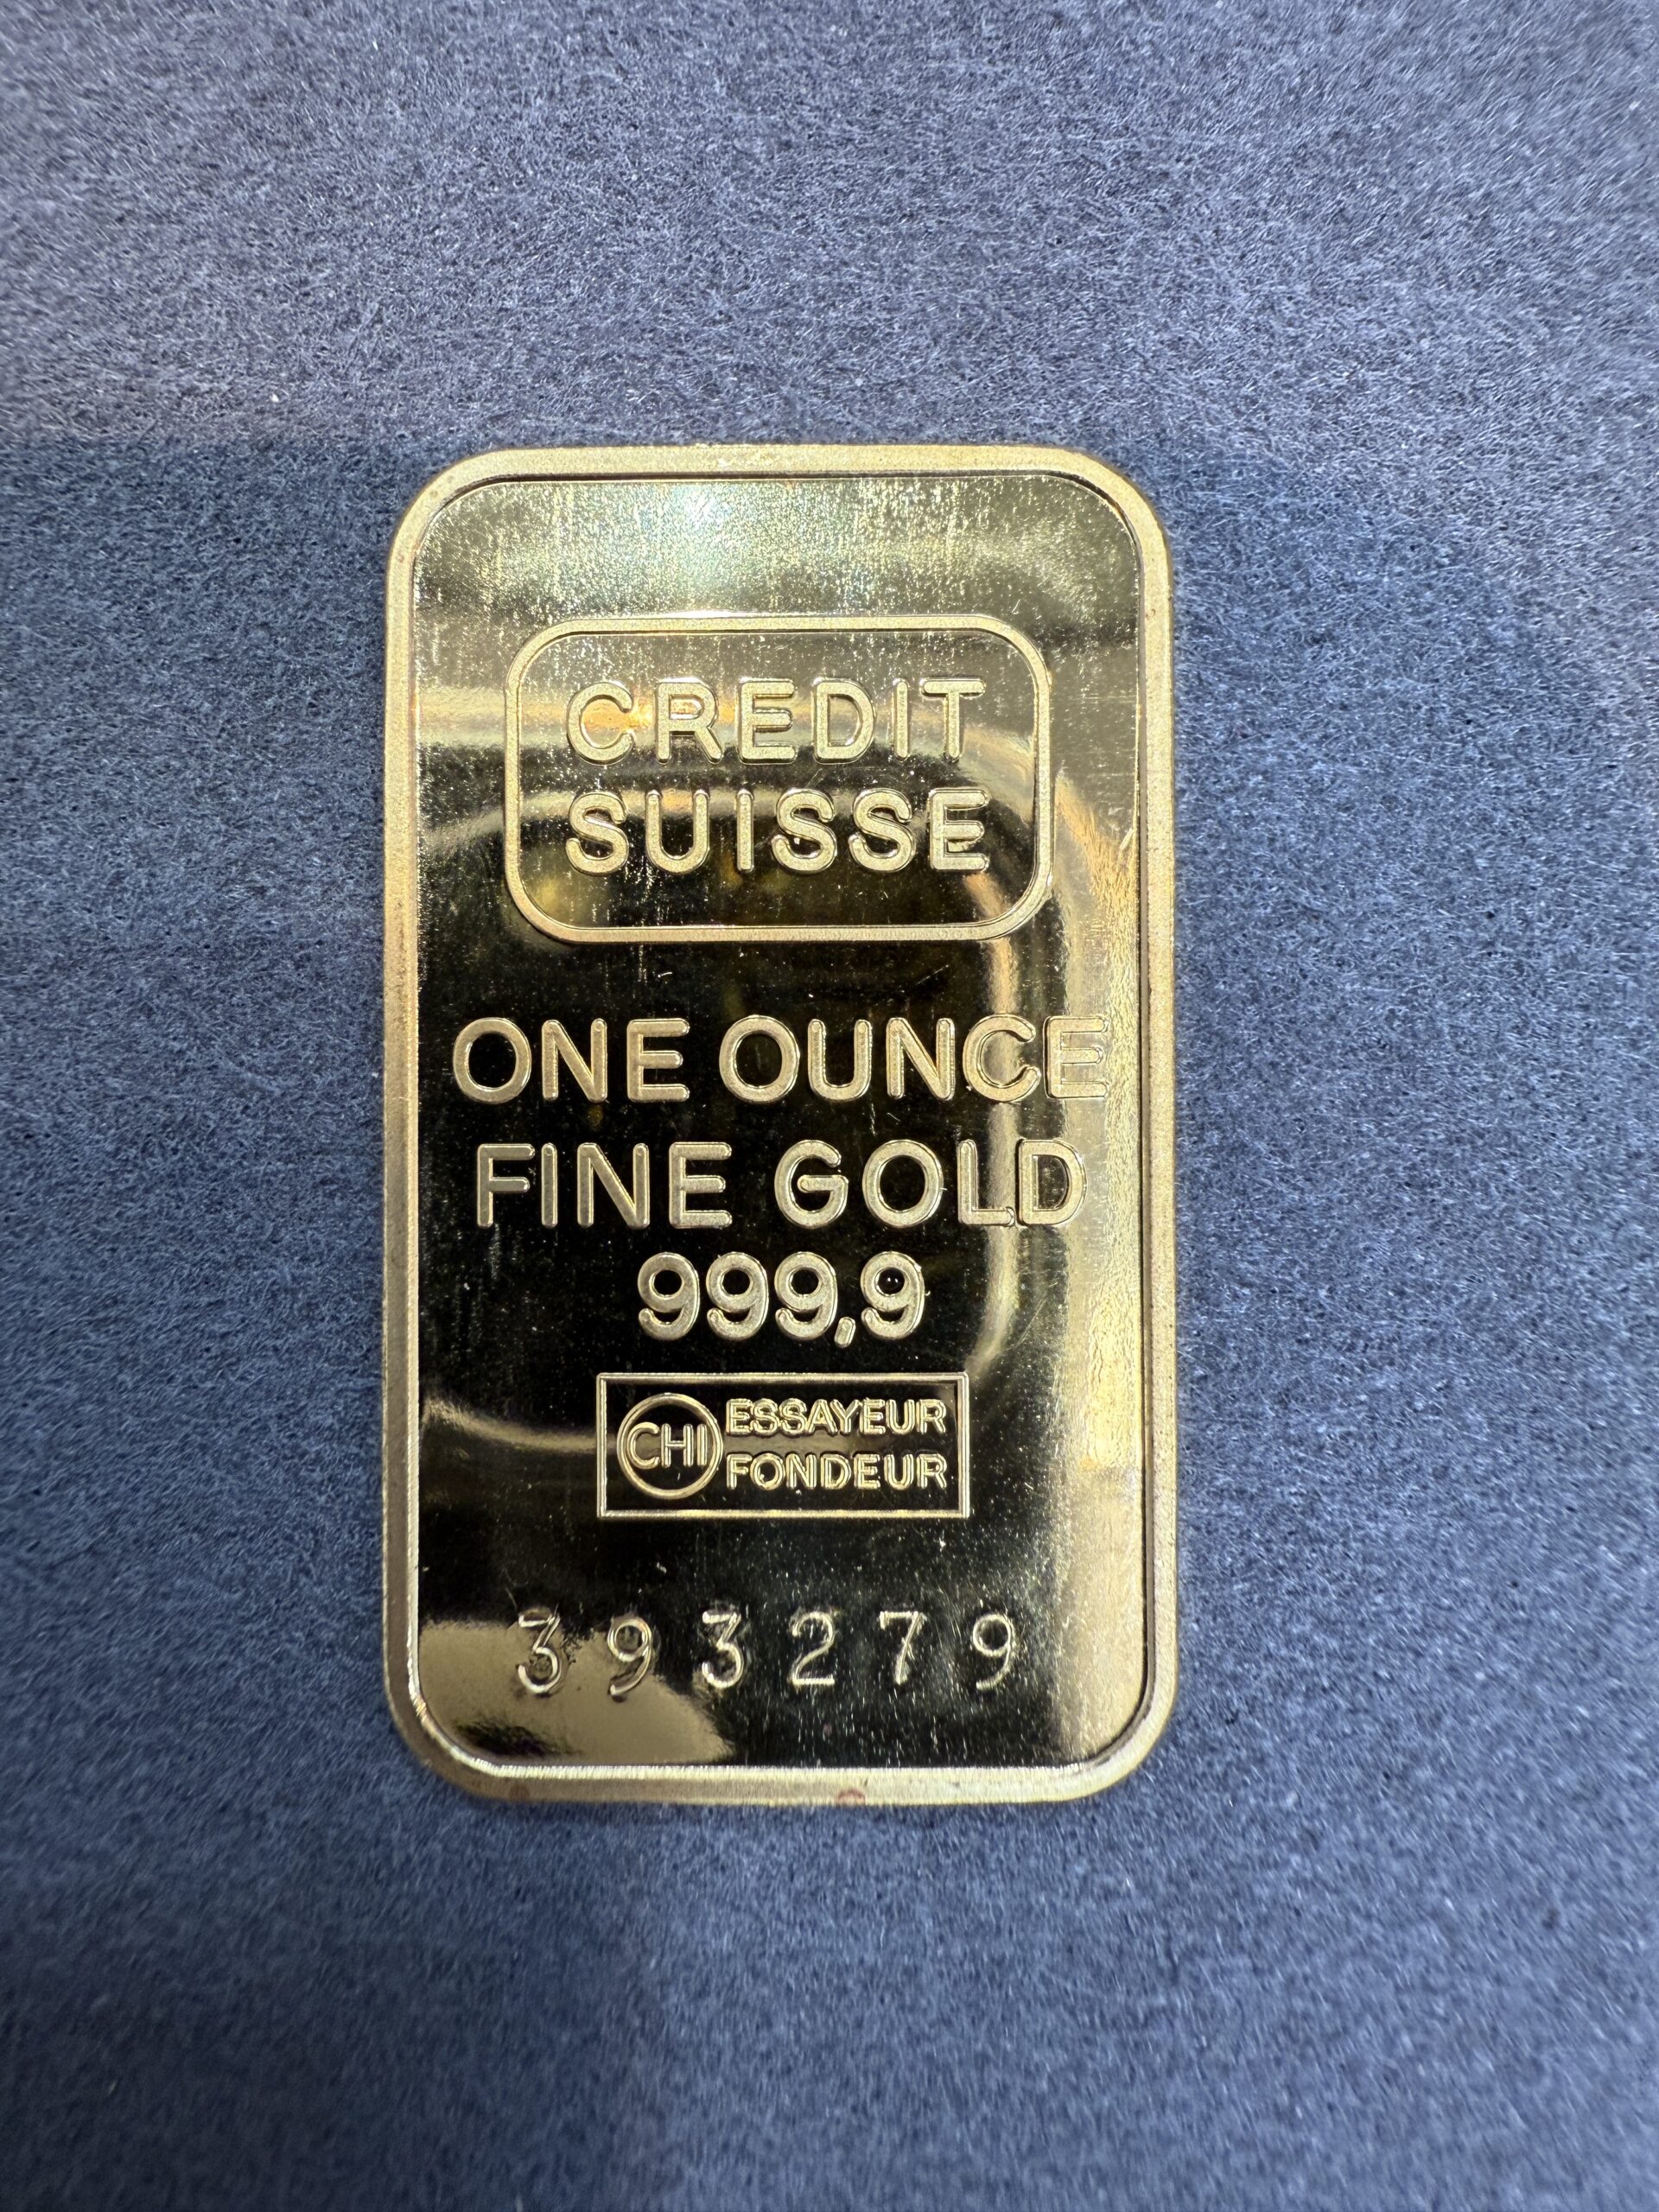 CREDIT
SUISSE
ONE OUNCE
FINE GOLD
999,9
CHI ESSAYEUR
FONDEUR
393279